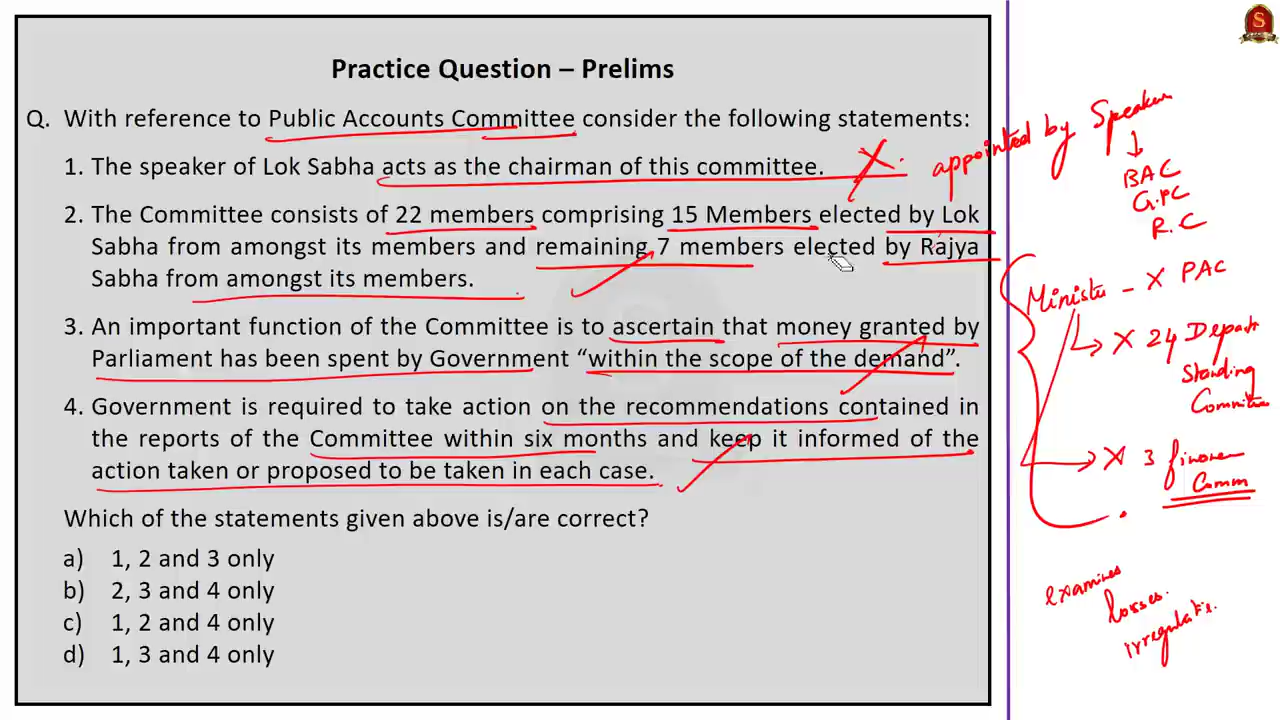 Practice Question – Prelims
Q. With reference to Public Accounts Committee consider the following statements:
1. The speaker of Lok Sabha acts as the chairman of this committee.
2. The Committee consists of 22 members comprising 15 Members elected by Lok
Sabha from amongst its members and remaining 7 members elected by Rajya
Sabha from amongst its members.
3. An important function of the Committee is to ascertain that money granted by
Parliament has been spent by Government “within the scope of the demand”.
4. Government is required to take action on the recommendations contained in
the reports of the Committee within six months and keep it informed of the
action taken or proposed to be taken in each case.
Which of the statements given above is/are correct?
a) 1, 2 and 3 only
b) 2, 3 and 4 only
c) 1, 2 and 4 only
d) 1, 3 and 4 only
X. appointed by Speaker
BAC
G.PC
R.C
– X PAC
X 24 Depart
Standing
X 3
Comm
examines
losses.
S